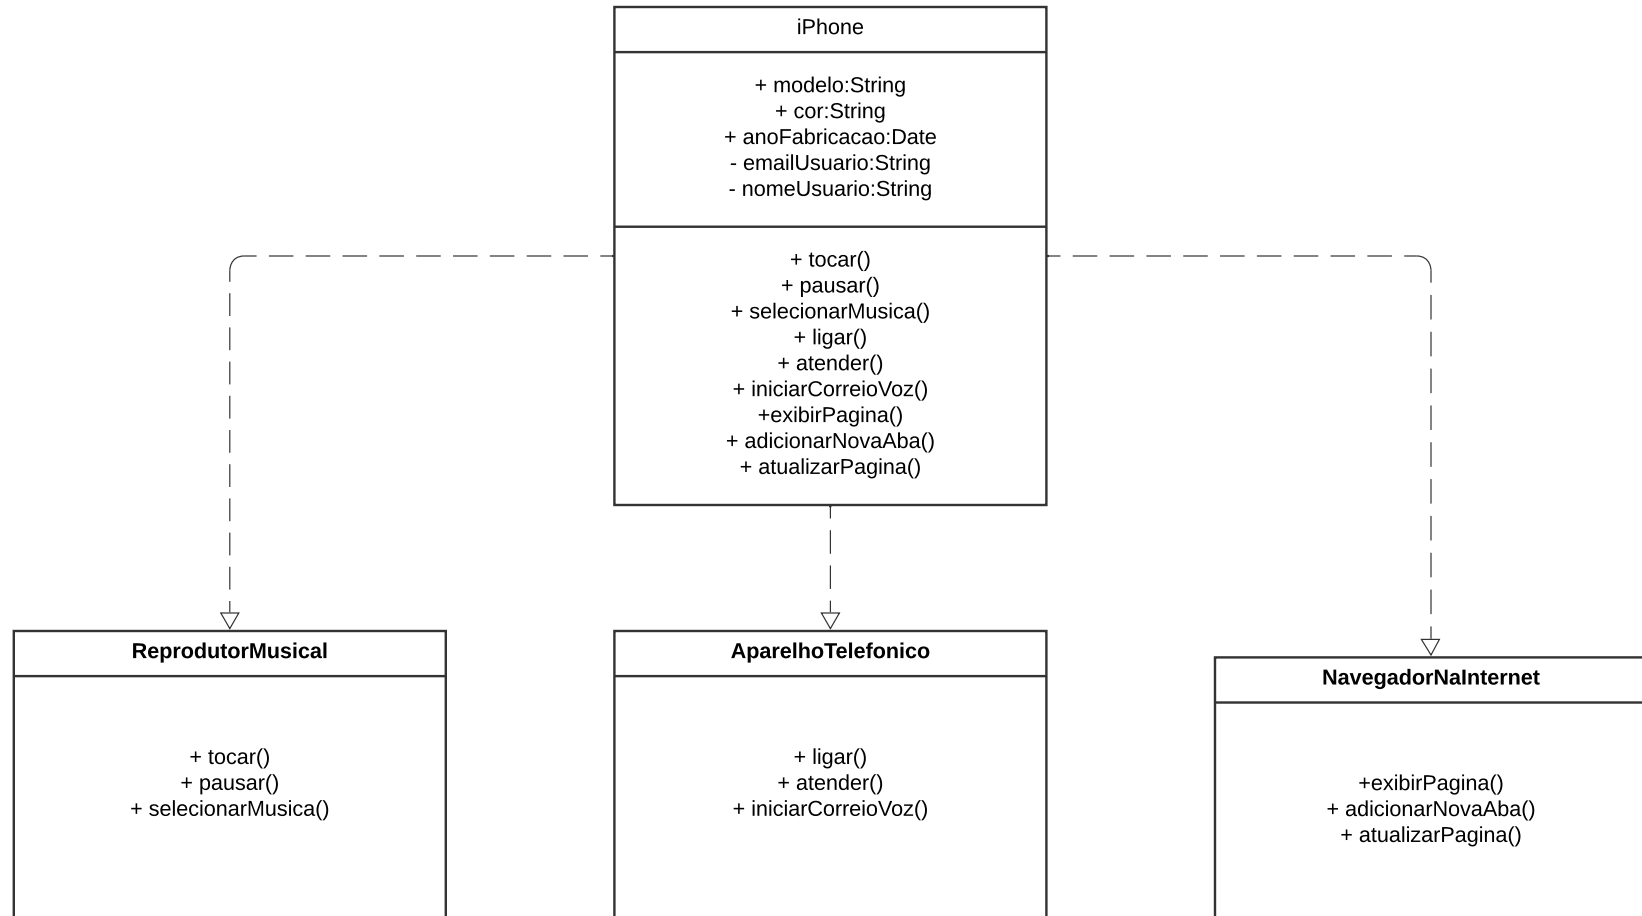 iPhone
+ modelo:String
+ cor:String
+ anoFabricacao:Date
- emailUsuario:String
- nomeUsuario:String
+ tocar()
+ pausar()
+ selecionarMusica()
+ ligar()
+ atender()
+ iniciarCorreioVoz()
+exibirPagina()
+ adicionarNovaAba()
+ atualizarPagina()
ReprodutorMusical
+ tocar()
+ pausar()
+ selecionarMusica()
AparelhoTelefonico
+ ligar()
+ atender()
+ iniciarCorreioVoz()
NavegadorNaInternet
+exibirPagina()
+ adicionarNovaAba()
+ atualizarPagina()